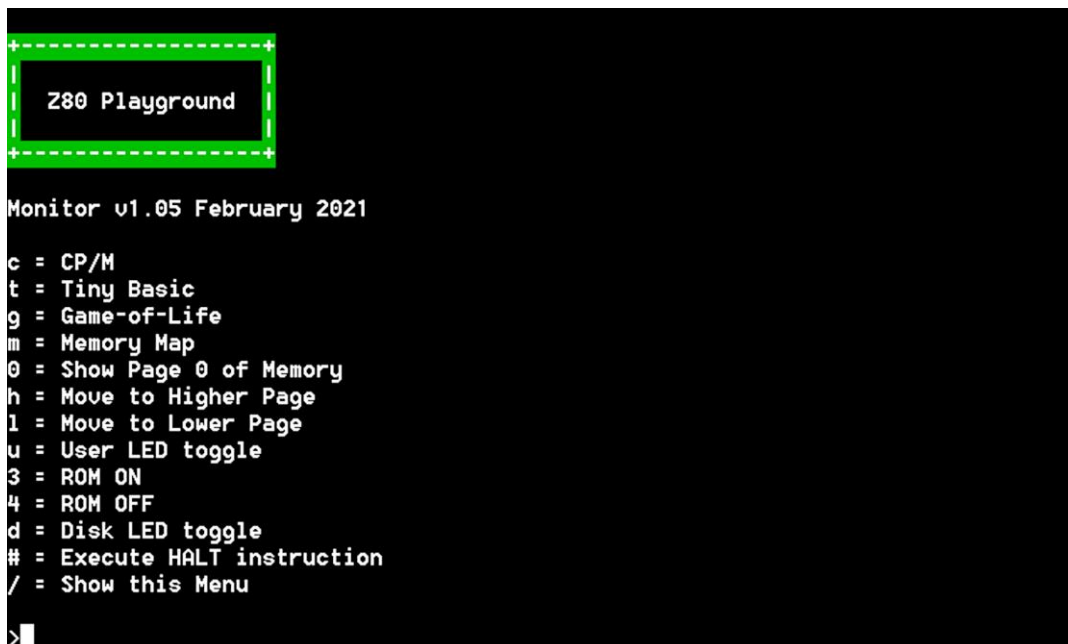 +-------------------+
|                   |
|  Z80 Playground   |
|                   |
+-------------------+
Monitor v1.05 February 2021
c = CP/M
t = Tiny Basic
g = Game-of-Life
m = Memory Map
0 = Show Page 0 of Memory
h = Move to Higher Page
l = Move to Lower Page
u = User LED toggle
3 = ROM ON
4 = ROM OFF
d = Disk LED toggle
# = Execute HALT instruction
/ = Show this Menu
>